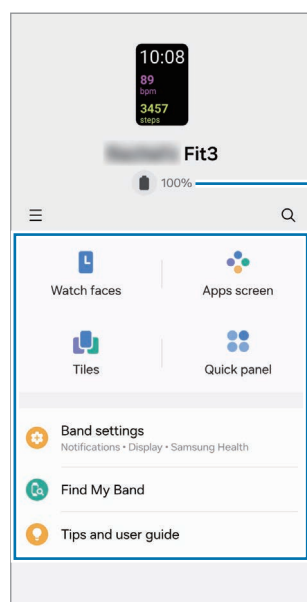 10:08
89
bpm
3457
steps
Fit3
100%
Watch faces
Apps screen
Tiles
Quick panel
Band settings
Notifications • Display • Samsung Health
Find My Band
Tips and user guide